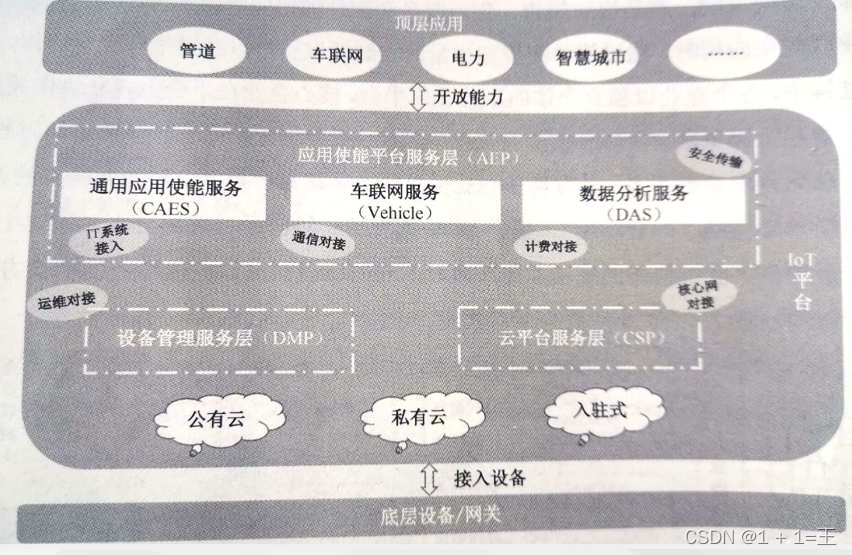 顶层应用
管道
车联网
电力
智慧城市
……
开放能力
应用使能平台服务层(AEP)
安全传输
通用应用使能服务
(CAES)
车联网服务
(Vehicle)
数据分析服务
(DAS)
IT系统
接入
通信对接
计费对接
IoT
平
台
运维对接
核心网
对接
设备管理服务层(DMP)
云平台服务层(CSP)
公有云
私有云
入驻式
接入设备
底层设备/网关
CSDN @1 + 1=王